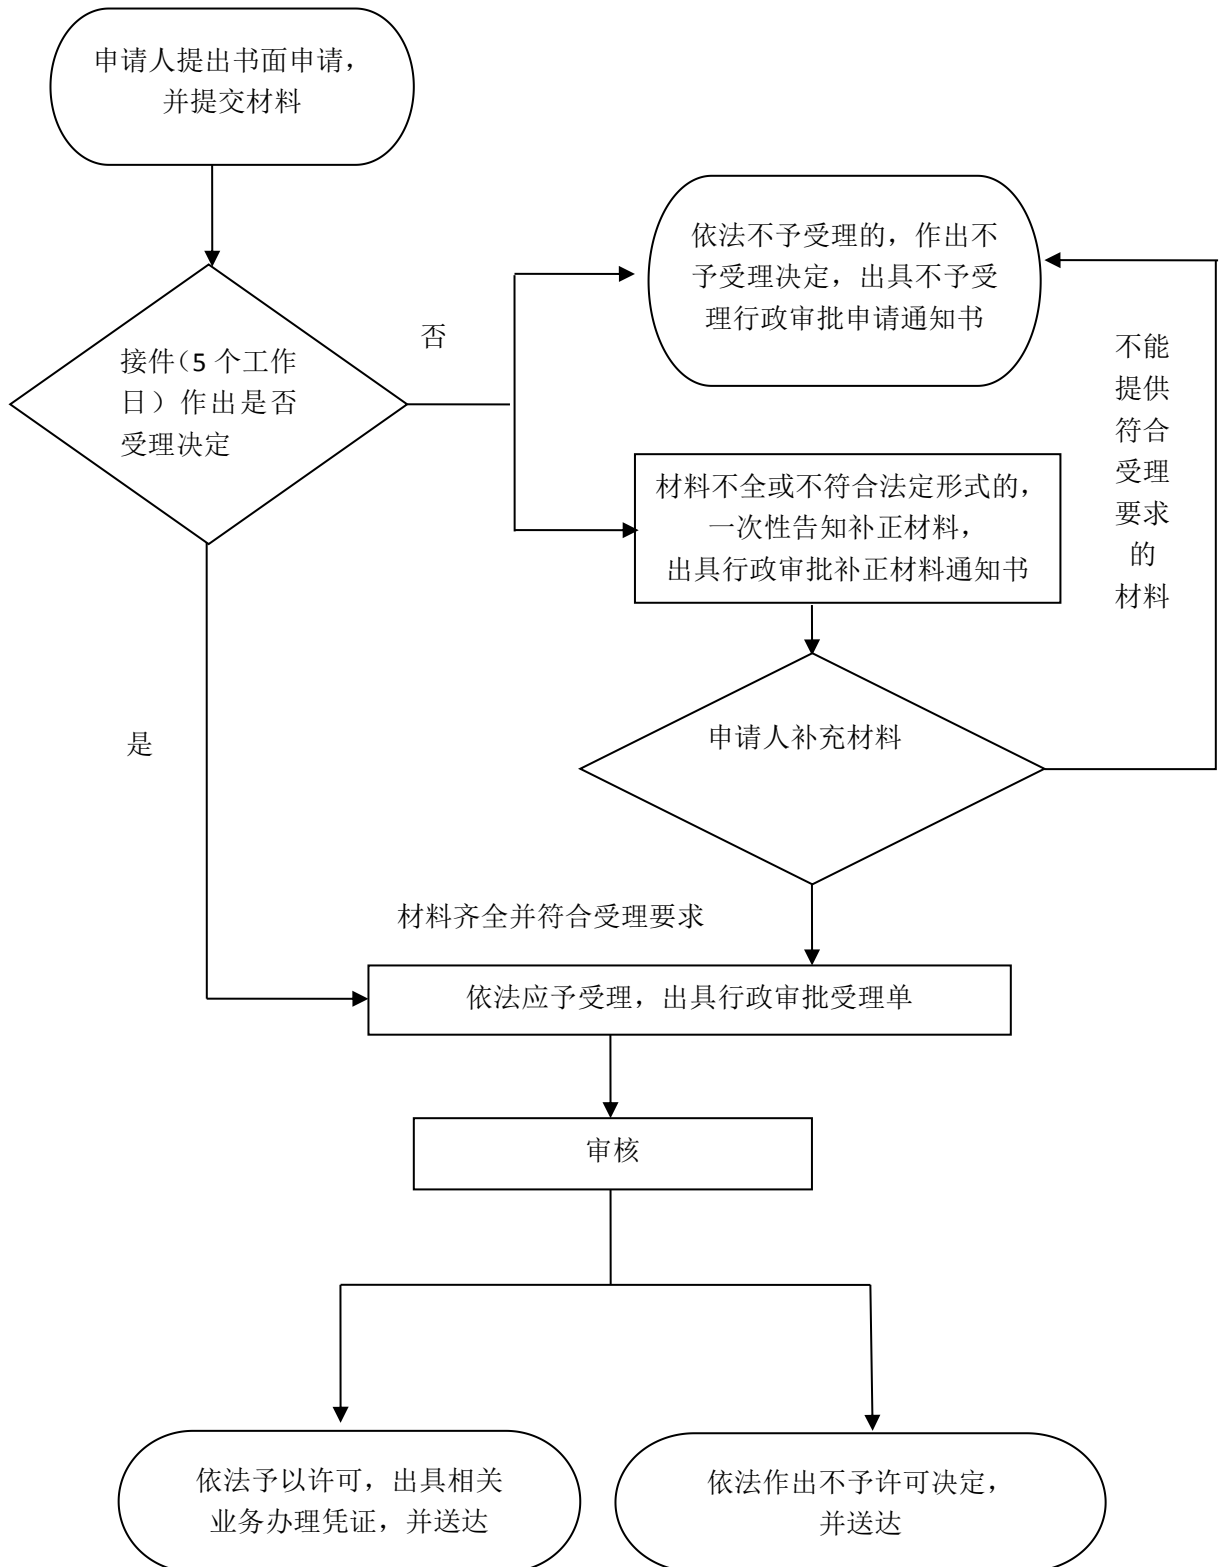 申请人提出书面申请，
并提交材料
依法不予受理的，作出不
予受理决定，出具不予受
理行政审批申请通知书
否
接件（5 个工作
日）作出是否
受理决定
不能
提供
符合
受理
要求
的
材料
材料不全或不符合法定形式的，
一次性告知补正材料，
出具行政审批补正材料通知书
是
申请人补充材料
材料齐全并符合受理要求
依法应予受理，出具行政审批受理单
审核
依法予以许可，出具相关
业务办理凭证，并送达
依法作出不予许可决定，
并送达